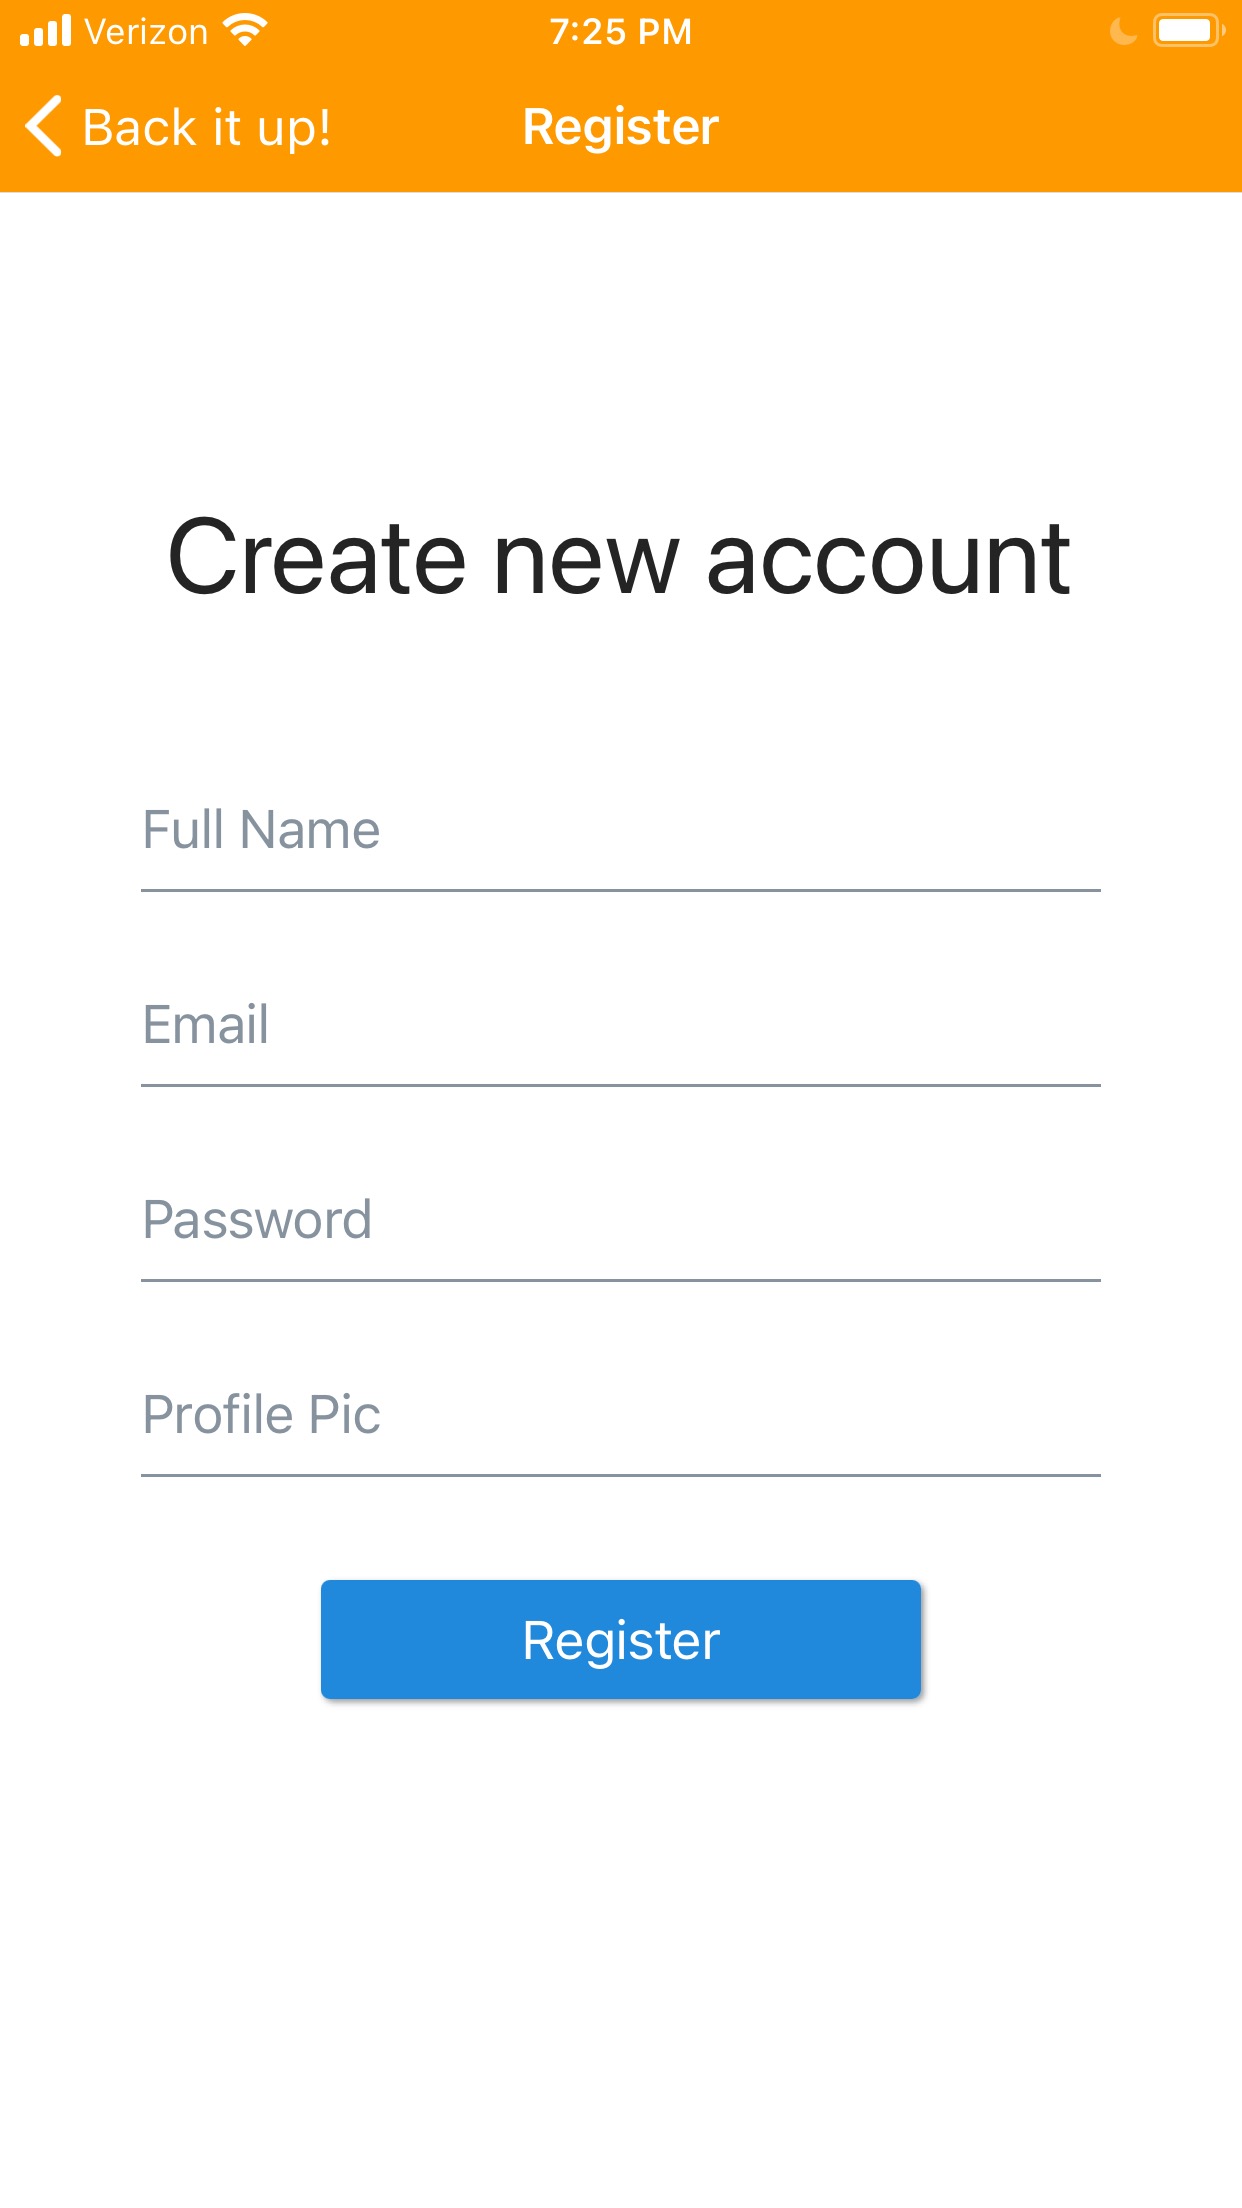 Verizon 7:25 PM
Back it up! Register
Create new account
Full Name
Email
Password
Profile Pic
Register